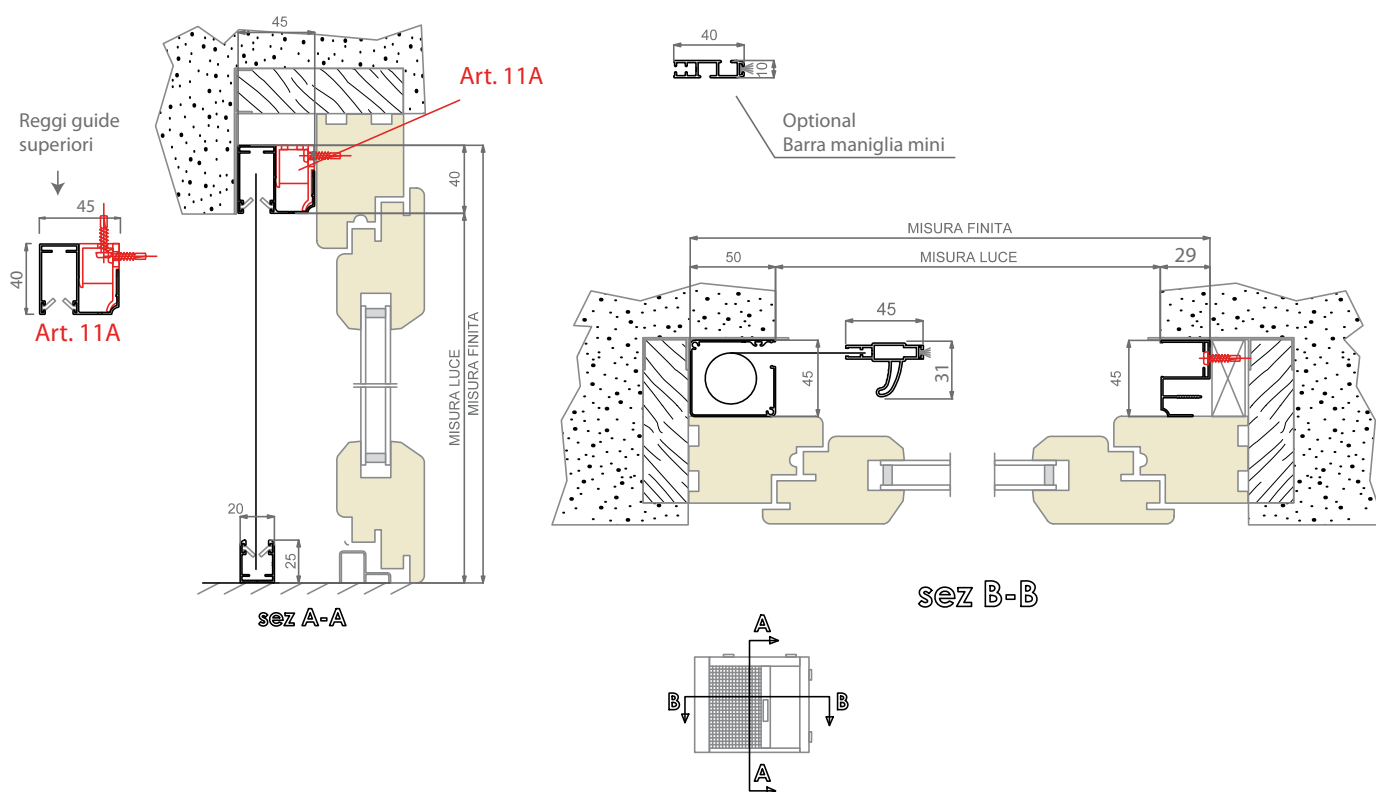 45
Art. 11A
Reggi guide
superiori
45
40
Art. 11A
40
MISURA LUCE
MISURA FINITA
20
25
sez A-A
40
10
Optional
Barra maniglia mini
MISURA FINITA
50
MISURA LUCE
29
45
45
31
45
sez B-B
A
B
B
A